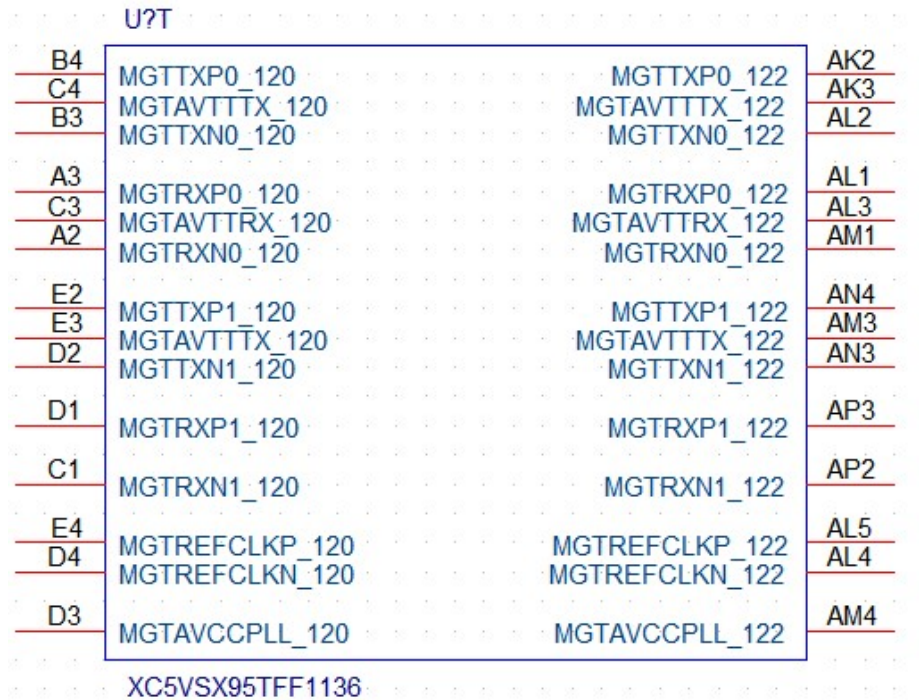 U?T
B4 MGTTXP0_120 MGTTXP0_122 AK2
C4 MGTAVTTTX_120 MGTAVTTTX_122 AK3
B3 MGTTXN0_120 MGTTXN0_122 AL2
A3 MGTRXP0_120 MGTRXP0_122 AL1
C3 MGTAVTTRX_120 MGTAVTTRX_122 AL3
A2 MGTRXN0_120 MGTRXN0_122 AM1
E2 MGTTXP1_120 MGTTXP1_122 AN4
E3 MGTAVTTTX_120 MGTAVTTTX_122 AM3
D2 MGTTXN1_120 MGTTXN1_122 AN3
D1 MGTRXP1_120 MGTRXP1_122 AP3
C1 MGTRXN1_120 MGTRXN1_122 AP2
E4 MGTREFCLKP_120 MGTREFCLKP_122 AL5
D4 MGTREFCLKN_120 MGTREFCLKN_122 AL4
D3 MGTAVCCPLL_120 MGTAVCCPLL_122 AM4
XC5VSX95TFF1136